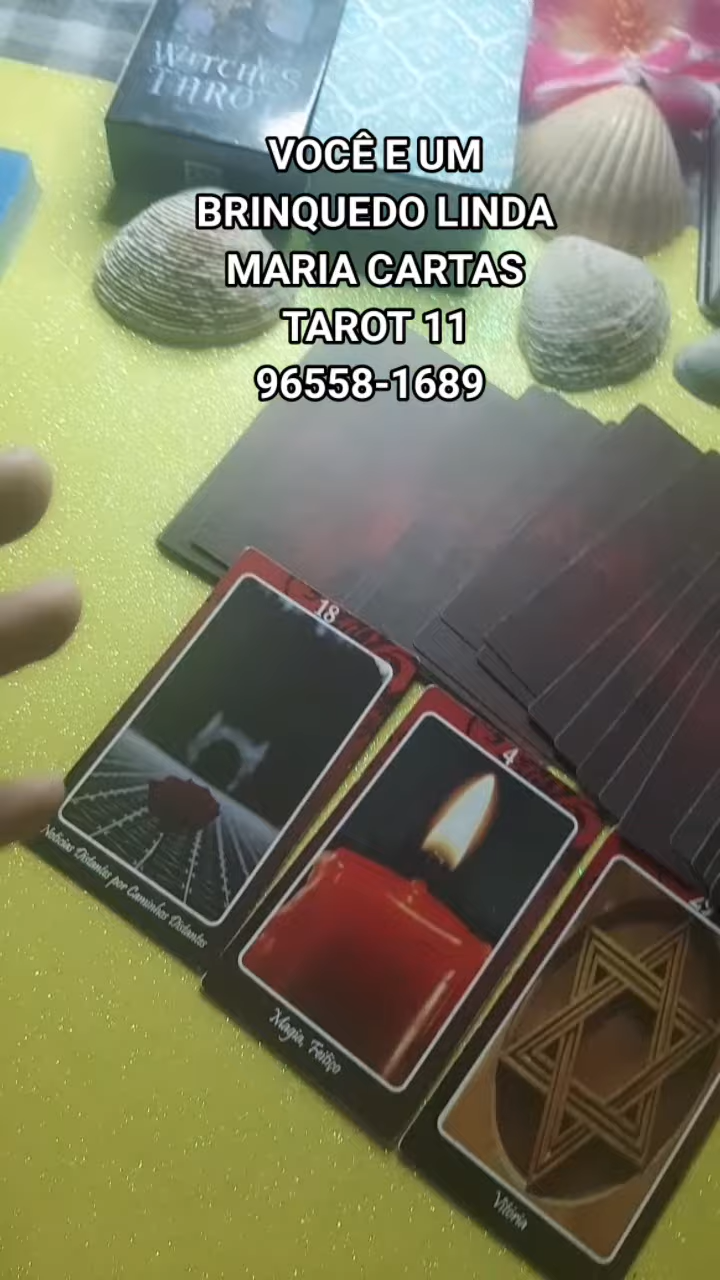 WITCHES
TAROT
VOCÊ E UM
BRINQUEDO LINDA
MARIA CARTAS
TAROT 11
96558-1689
18
Notícias Distantes por Caminhos Distantes
4
Magia, Feitiço
Vitória